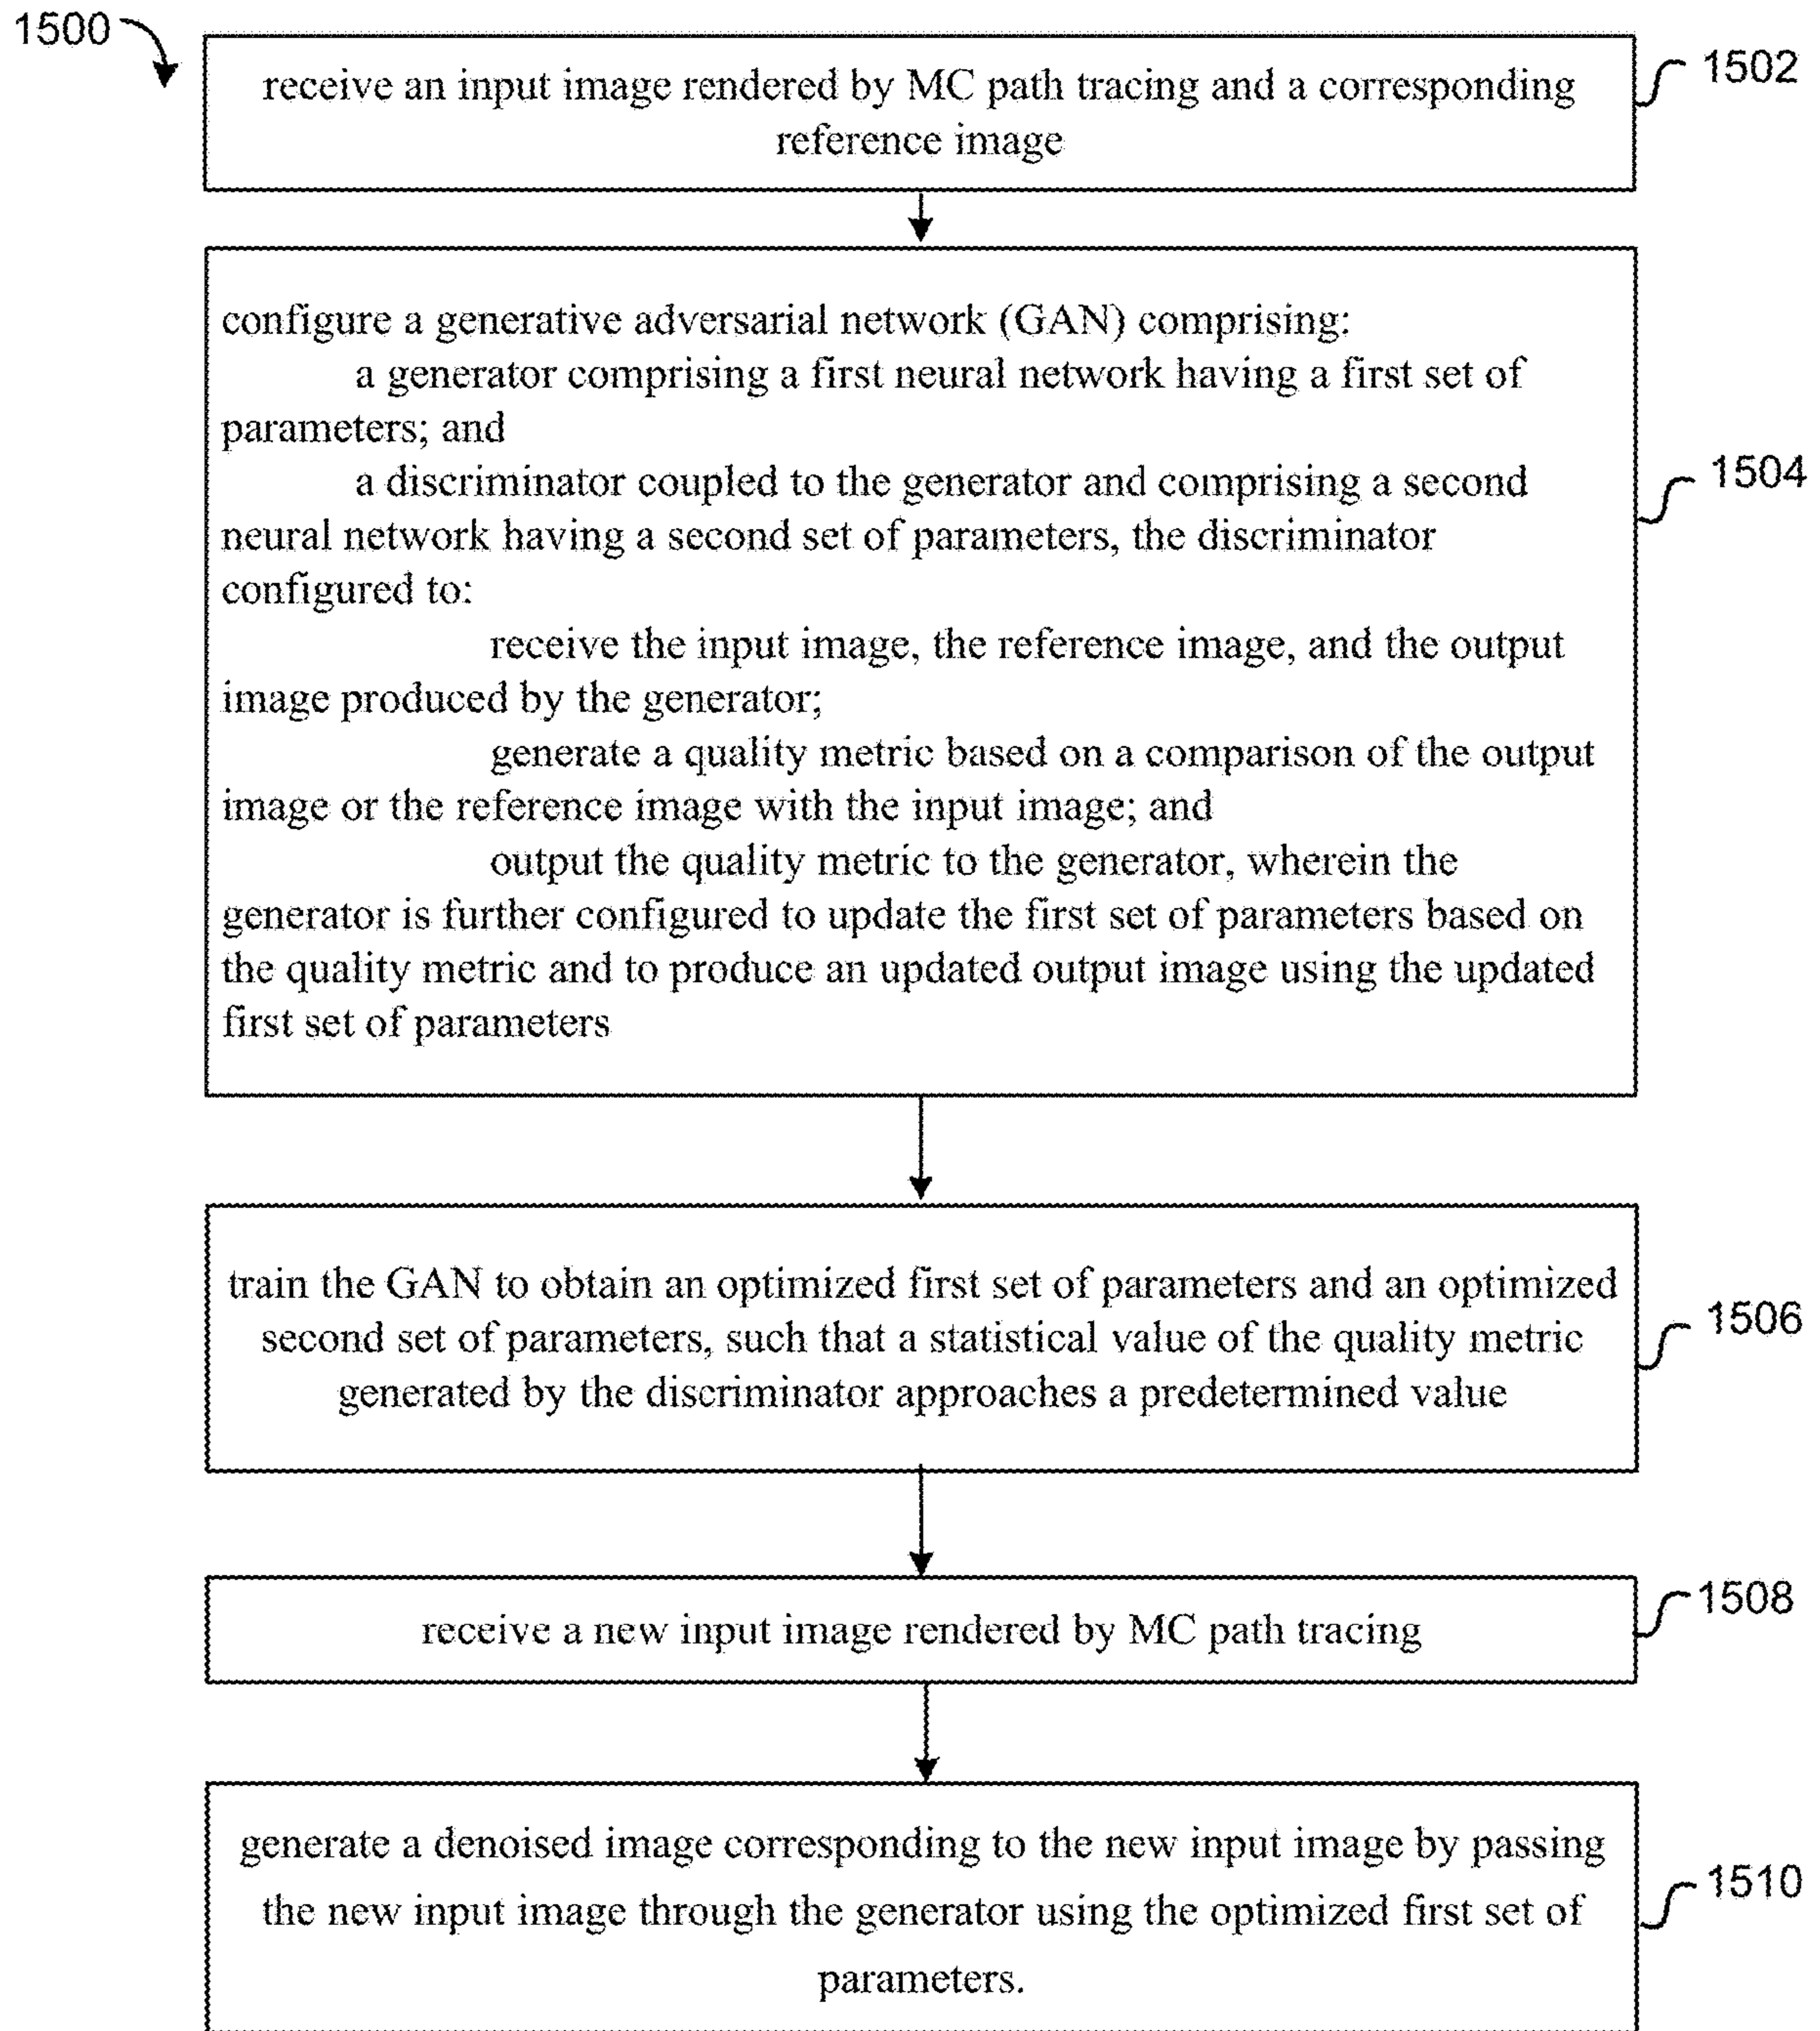 1500
receive an input image rendered by MC path tracing and a corresponding
reference image
1502
configure a generative adversarial network (GAN) comprising:
a generator comprising a first neural network having a first set of
parameters; and
a discriminator coupled to the generator and comprising a second
neural network having a second set of parameters, the discriminator
configured to:
receive the input image, the reference image, and the output
image produced by the generator;
generate a quality metric based on a comparison of the output
image or the reference image with the input image; and
output the quality metric to the generator, wherein the
generator is further configured to update the first set of parameters based on
the quality metric and to produce an updated output image using the updated
first set of parameters
1504
train the GAN to obtain an optimized first set of parameters and an optimized
second set of parameters, such that a statistical value of the quality metric
generated by the discriminator approaches a predetermined value
1506
receive a new input image rendered by MC path tracing
1508
generate a denoised image corresponding to the new input image by passing
the new input image through the generator using the optimized first set of
parameters.
1510